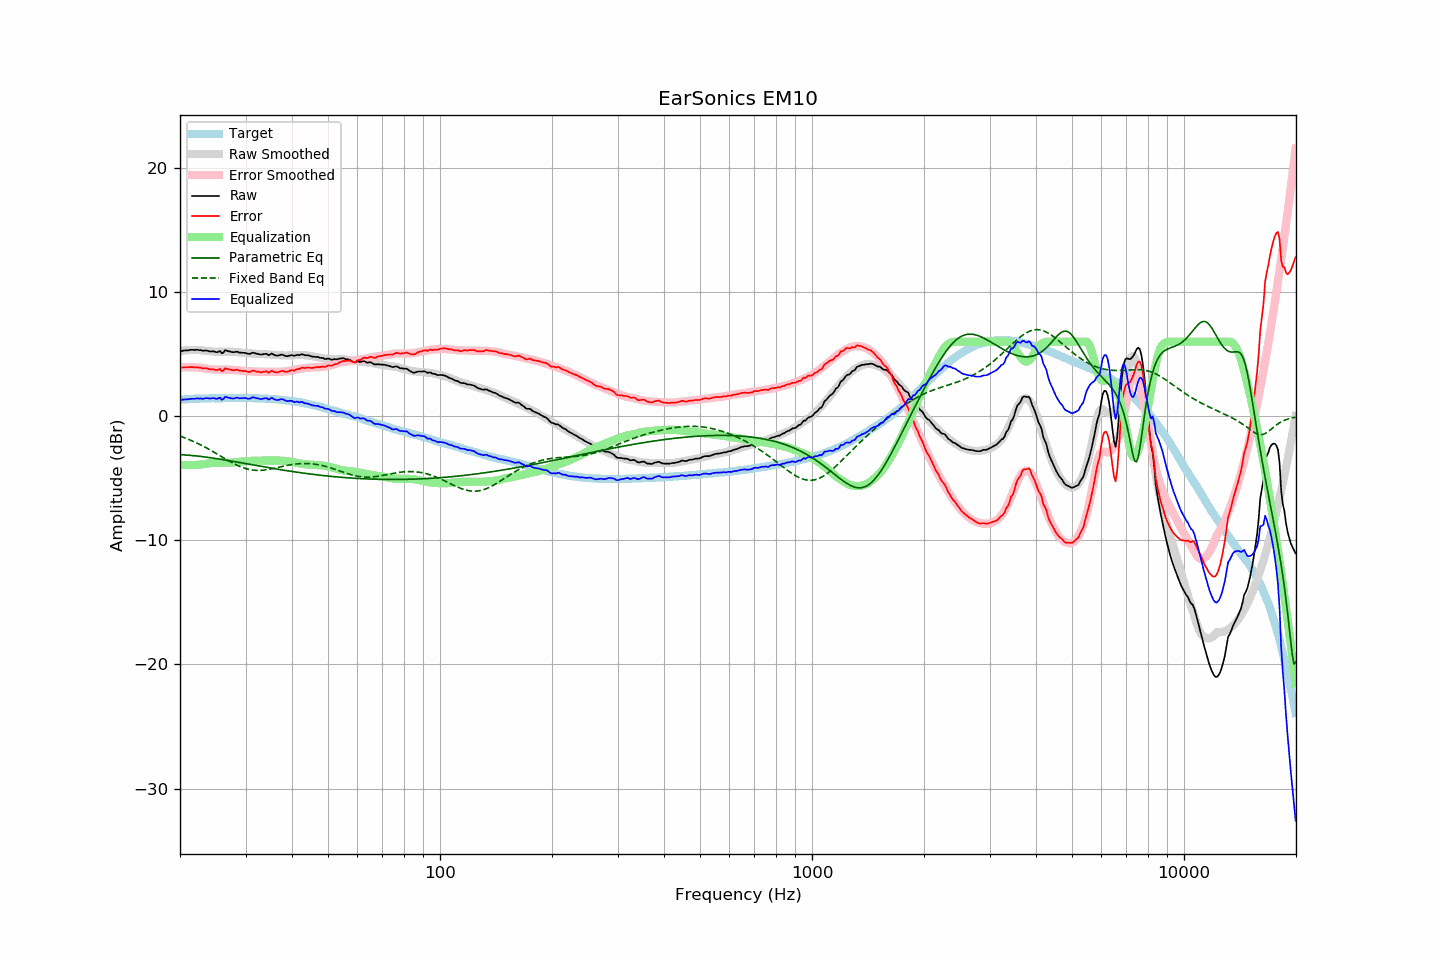 EarSonics EM10
Target
Raw Smoothed
Error Smoothed
Raw
Error
Equalization
Parametric Eq
Fixed Band Eq
Equalized
20
10
0
−10
−20
−30
Amplitude (dBr)
100
1000
10000
Frequency (Hz)